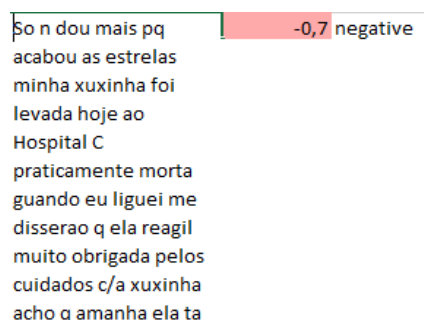 So n dou mais pq -0,7 negative
acabou as estrelas
minha xuxinha foi
levada hoje ao
Hospital C
praticamente morta
guando eu liguei me
disserao q ela reagil
muito obrigada pelos
cuidados c/a xuxinha
acho q amanha ela ta